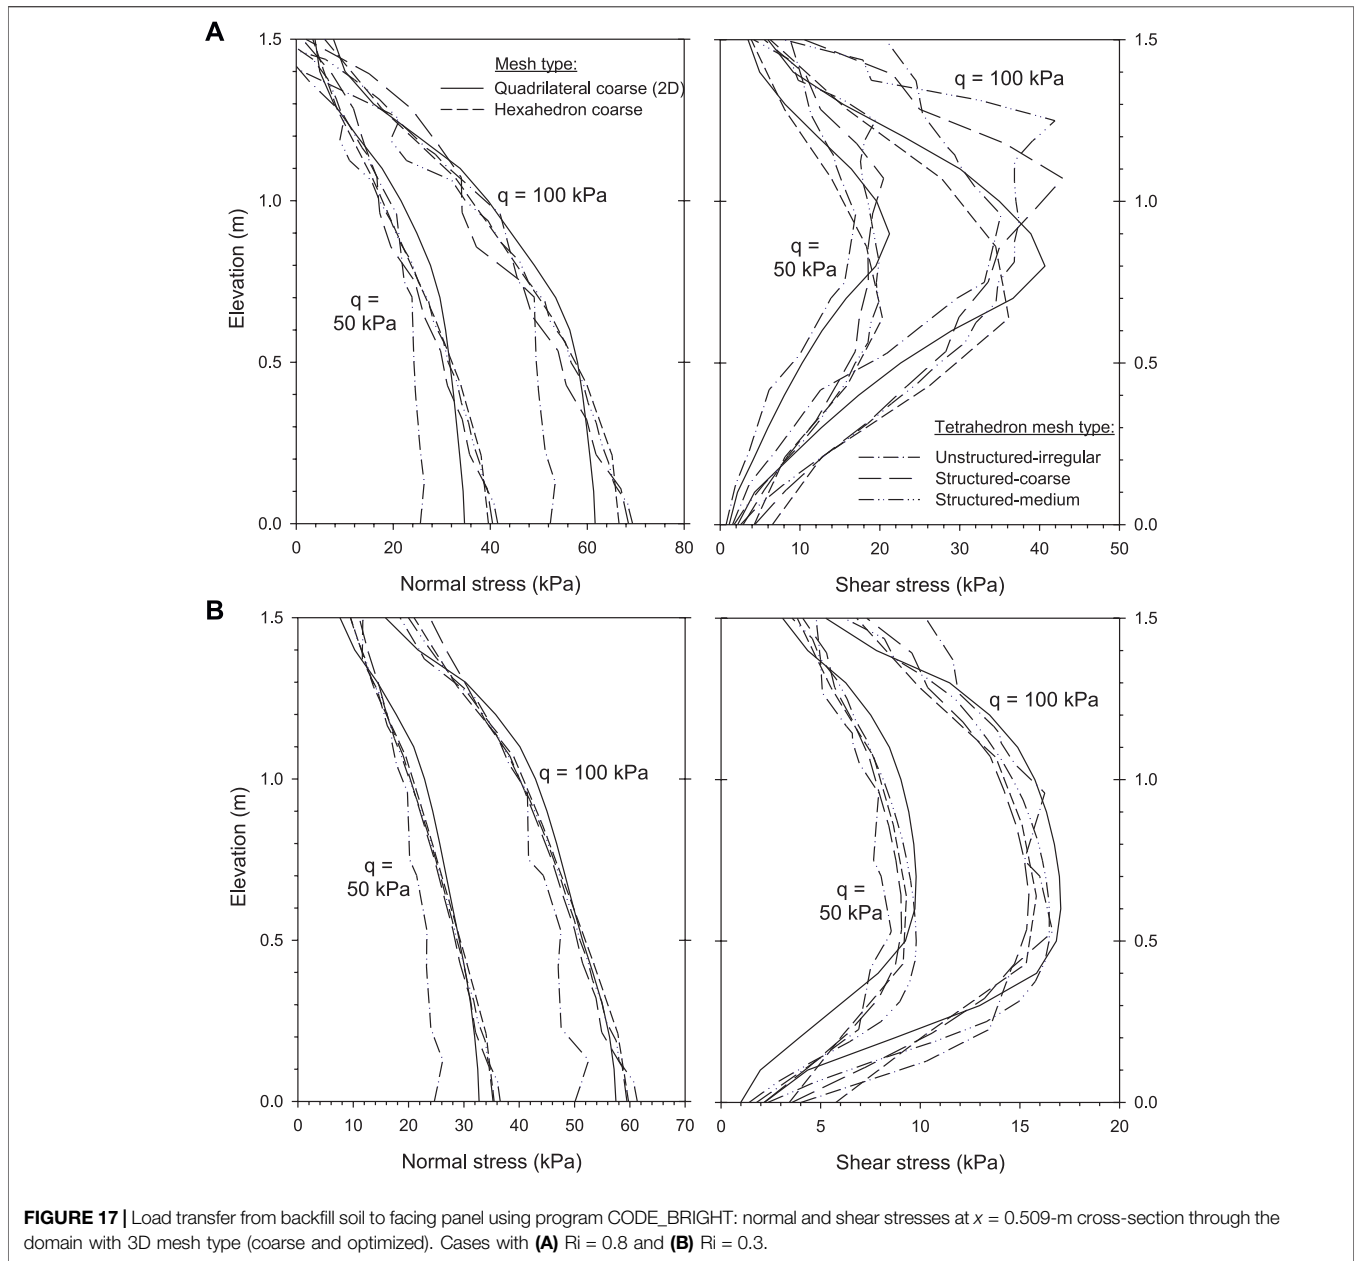 A
1.5
1.0
0.5
0.0
Elevation (m)
Mesh type:
Quadrilateral coarse (2D)
Hexahedron coarse
q = 100 kPa
q =
50 kPa
0 20 40 60 80
Normal stress (kPa)
q = 100 kPa
q =
50 kPa
Tetrahedron mesh type:
Unstructured-irregular
Structured-coarse
Structured-medium
1.5
1.0
0.5
0.0
0 10 20 30 40 50
Shear stress (kPa)
B
1.5
1.0
0.5
0.0
Elevation (m)
q = 100 kPa
q =
50 kPa
0 10 20 30 40 50 60 70
Normal stress (kPa)
q = 100 kPa
q =
50 kPa
1.5
1.0
0.5
0.0
0 5 10 15 20
Shear stress (kPa)
FIGURE 17 | Load transfer from backfill soil to facing panel using program CODE_BRIGHT: normal and shear stresses at x = 0.509-m cross-section through the
domain with 3D mesh type (coarse and optimized). Cases with (A) Ri = 0.8 and (B) Ri = 0.3.